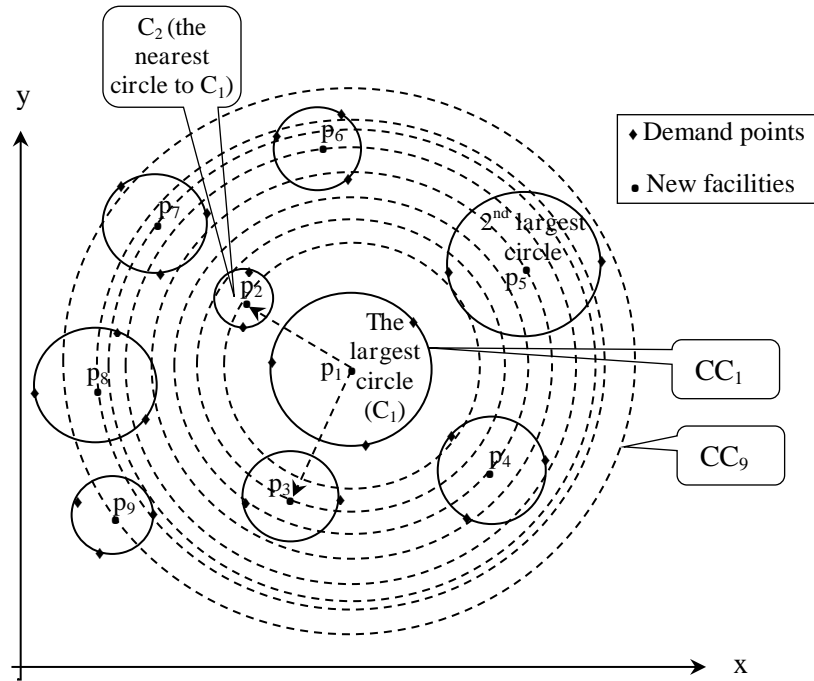 C₂ (the
nearest
circle to C₁)
y
p₆
♦ Demand points
• New facilities
p₇
2ⁿᵈ largest
circle
p₅
p₂
The
largest
circle
(C₁)
p₁
CC₁
p₈
CC₉
p₄
p₃
p₉
x